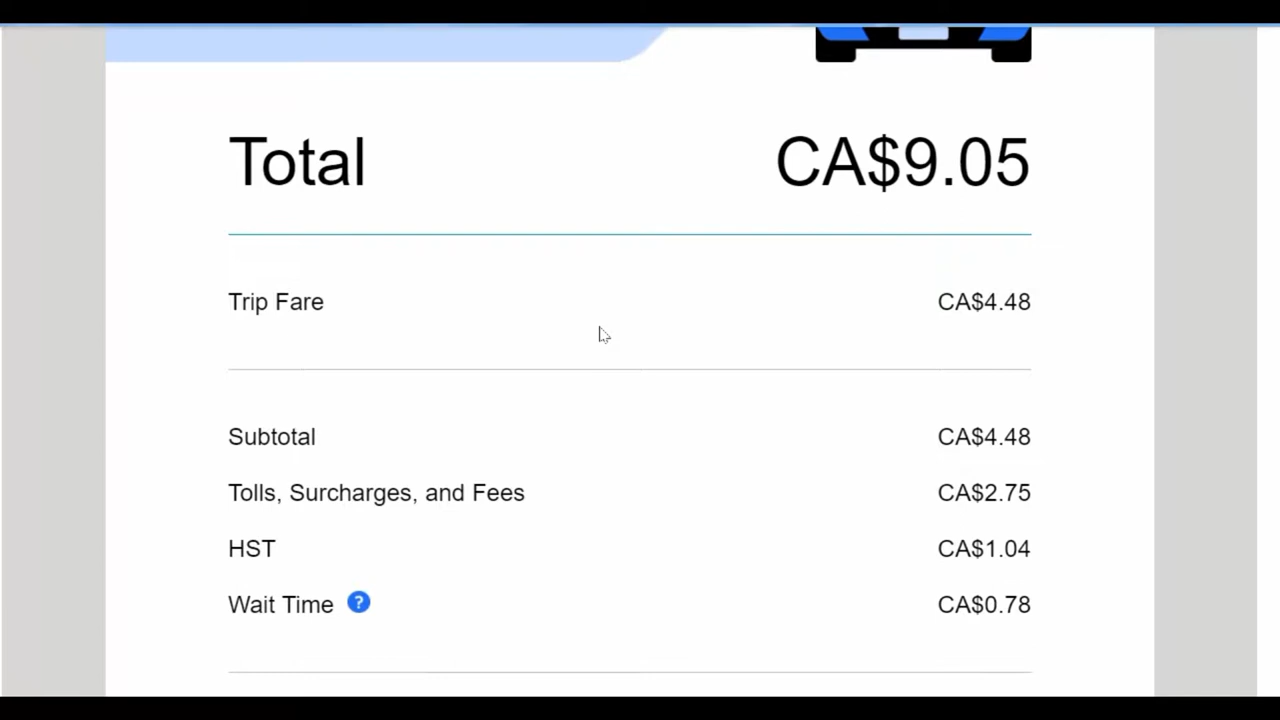 Total CA$9.05
Trip Fare CA$4.48
Subtotal CA$4.48
Tolls, Surcharges, and Fees CA$2.75
HST CA$1.04
Wait Time ? CA$0.78